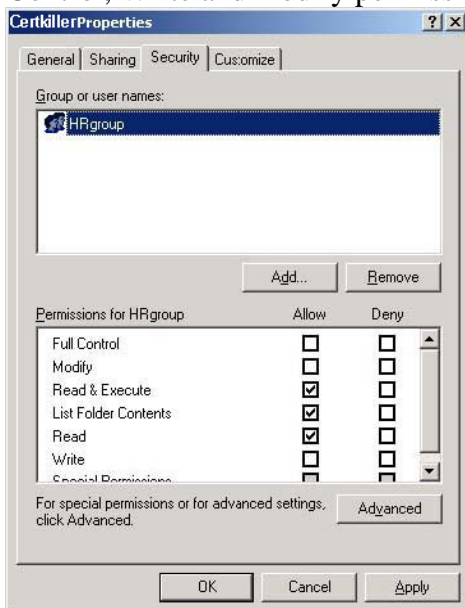 CertkillerProperties
General Sharing Security Customize
Group or user names:
HRgroup
Add... Remove
Permissions for HRgroup Allow Deny
Full Control
Modify
Read & Execute
List Folder Contents
Read
Write
Special Permissions
For special permissions or for advanced settings, Advanced
click Advanced.
OK Cancel Apply